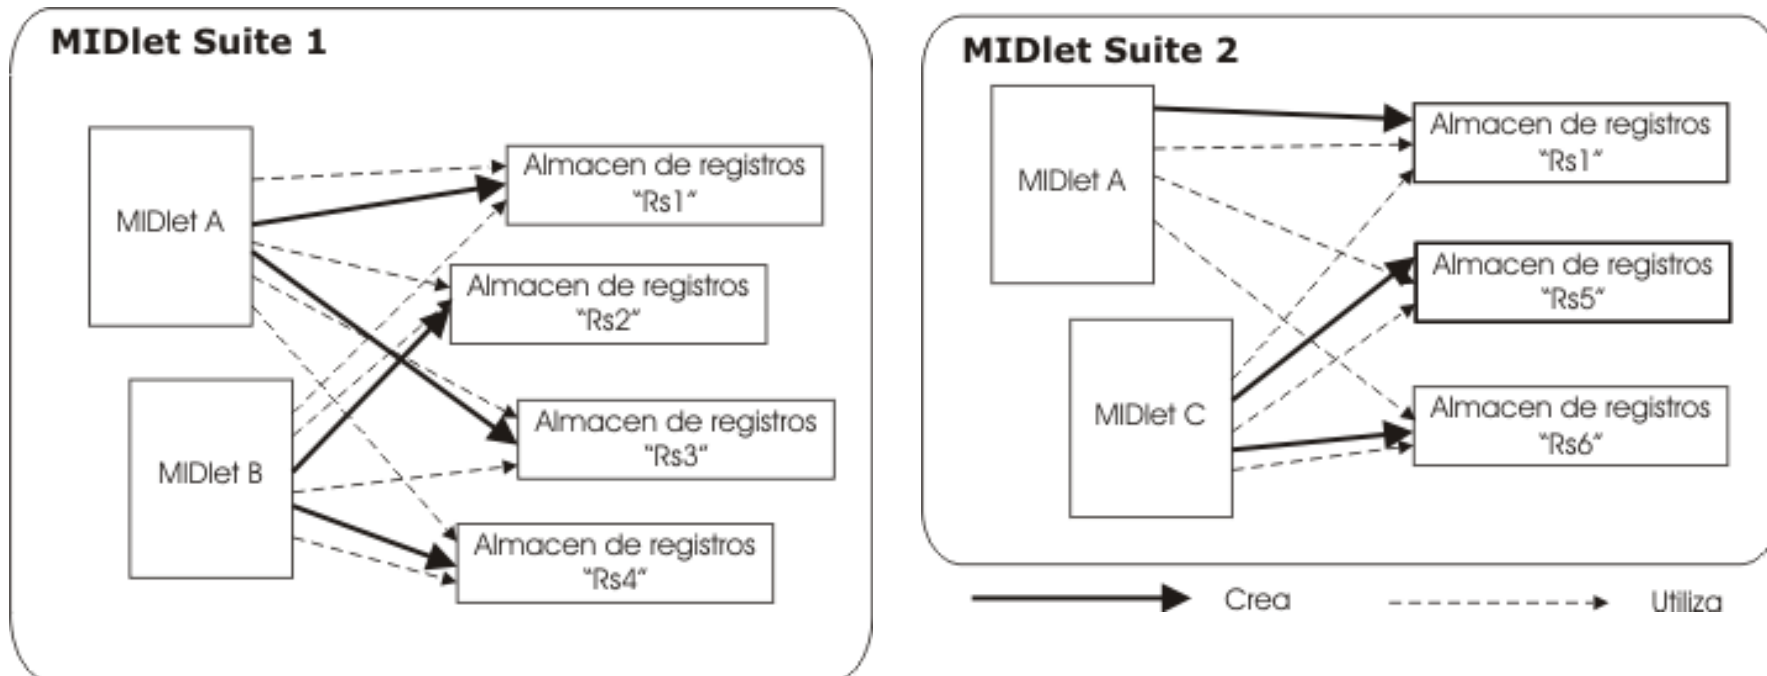 MIDlet Suite 1
MIDlet A
MIDlet B
Almacen de registros
"Rs1"
Almacen de registros
"Rs2"
Almacen de registros
"Rs3"
Almacen de registros
"Rs4"
MIDlet Suite 2
MIDlet A
MIDlet C
Almacen de registros
"Rs1"
Almacen de registros
"Rs5"
Almacen de registros
"Rs6"
Crea
Utiliza